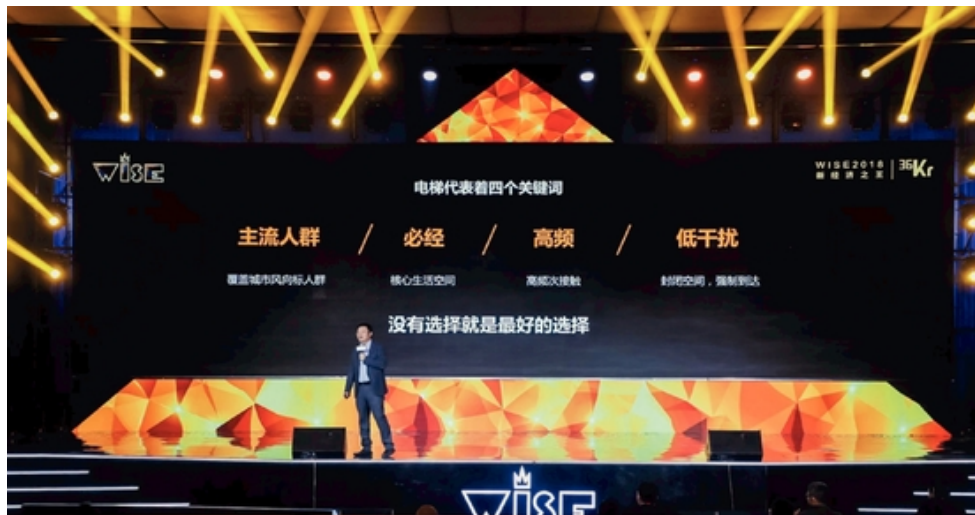 WISE
WISE2018
新经济之王
36Kr
电梯代表着四个关键词
主流人群 / 必经 / 高频 / 低干扰
覆盖城市风向标人群 核心生活空间 高频次接触 封闭空间，强制到达
没有选择就是最好的选择
WISE